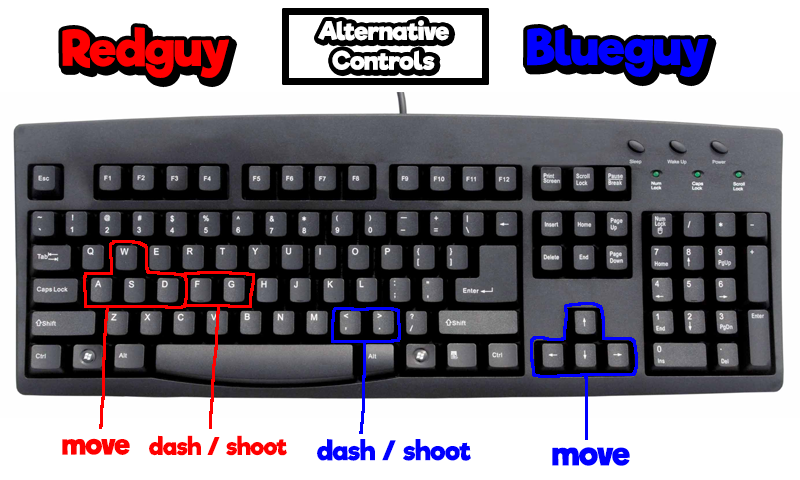 Redguy
Alternative
Controls
Blueguy
Sleep Wake Up Power
Num Lock Caps Lock Scroll Lock
Esc F1 F2 F3 F4 F5 F6 F7 F8 F9 F10 F11 F12 Print Screen Scroll Lock Pause Break
~ ! @ # $ % ^ & * ( ) — + |
1 2 3 4 5 6 7 8 9 0 - = \ ← Insert Home Page Up Num Lock / * -
Tab Q W E R T Y U I O P { [ } ] Delete End Page Down 7 Home 8 ↑ 9 PgUp +
Caps Lock A S D F G H J K L : ; " ' Enter 4 ← 5 6 →
⇧Shift Z X C V B N M < , > . ? / ⇧Shift ↑ 1 End 2 ↓ 3 PgDn Enter
Ctrl Alt Alt Ctrl ← ↓ → 0 Ins . Del
move
dash / shoot
dash / shoot
move